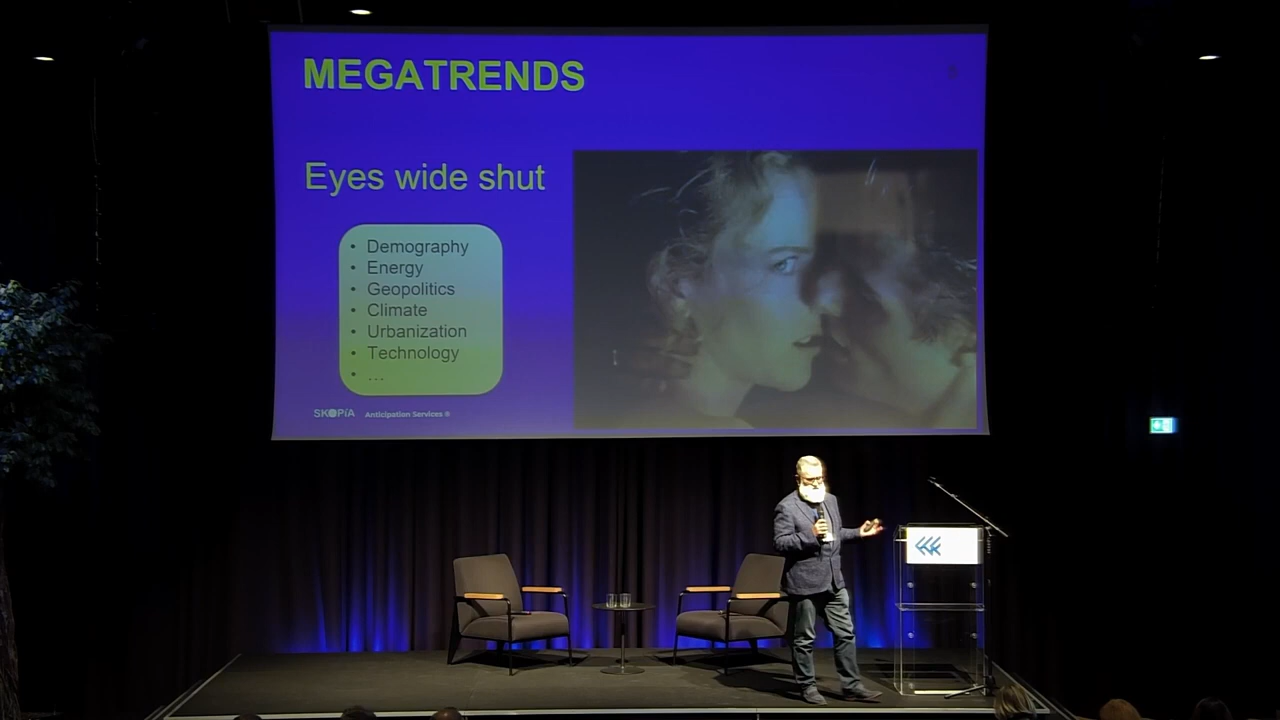 MEGATRENDS
Eyes wide shut
• Demography
• Energy
• Geopolitics
• Climate
• Urbanization
• Technology
• ...
SKOPiA Anticipation Services ®